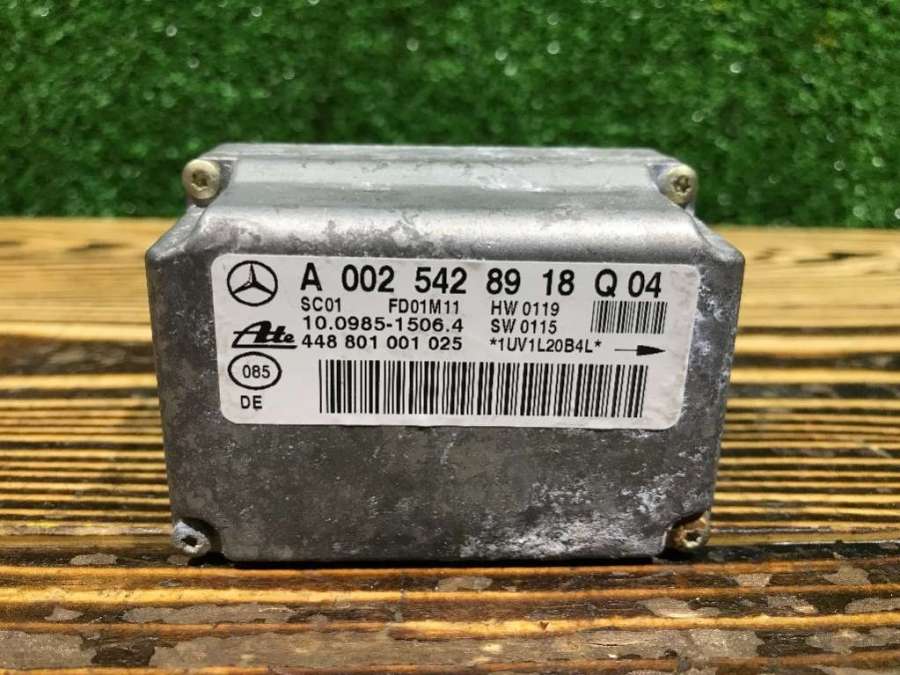 A 002 542 89 18 Q 04
SC01 FD01M11 HW 0119
10.0985-1506.4 SW 0115
Ate 448 801 001 025 *1UV1L20B4L*
085
DE